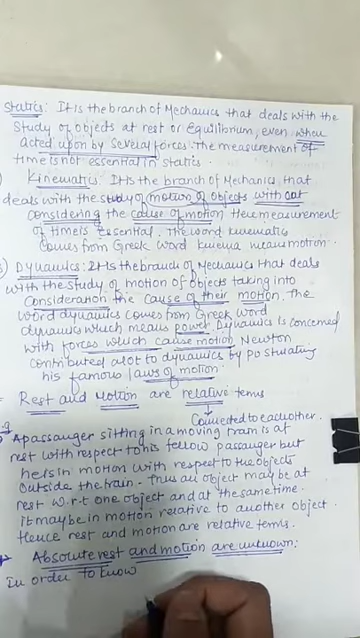 Statics: It is the branch of Mechanics that deals with the
study of objects at rest or equilibrium, even when
acted upon by several forces. The measurement of
time is not essential in statics.
Kinematics: It is the branch of Mechanics that
deals with the study of motion of objects with out
considering the cause of motion Here measurement
of time is essential. The word kinematics
comes from Greek word kinema means motion.
Dynamics: It is the branch of Mechanics that deals
with the study of motion of objects taking into
Consideration the cause of their motion. The
word dynamics comes from Greek word
dynamis which means power. Dynamics is concerned
with forces which cause motion Newton
contributed a lot to dynamics by postulating
his famous laws of motion.
Rest and Motion are relative terms
Connected to each other.
A passanger sitting in a moving train is at
rest with respect to his fellow passanger but
he is in motion with respect to the objects
outside the train. Thus an object may be at
rest w.r.t one object and at the same time.
it may be in motion relative to another object.
Hence rest and motion are relative terms.
Absolute rest and motion are unknown:
In order to know